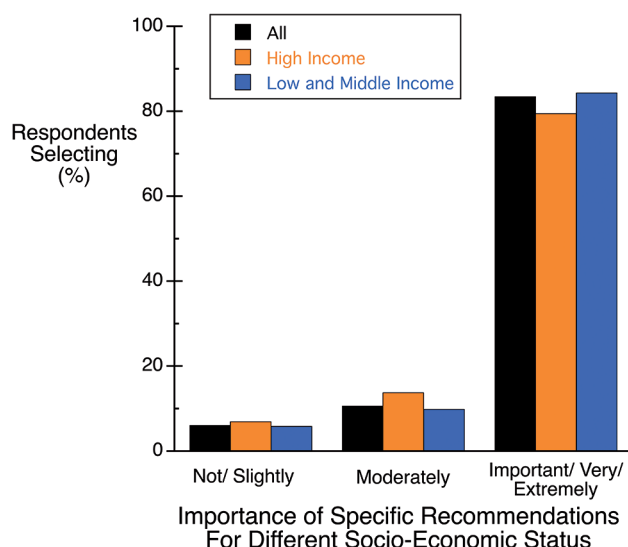 100
80
60
40
20
0
Respondents
Selecting
(%)
All
High Income
Low and Middle Income
Not/ Slightly
Moderately
Important/ Very/
Extremely
Importance of Specific Recommendations
For Different Socio-Economic Status